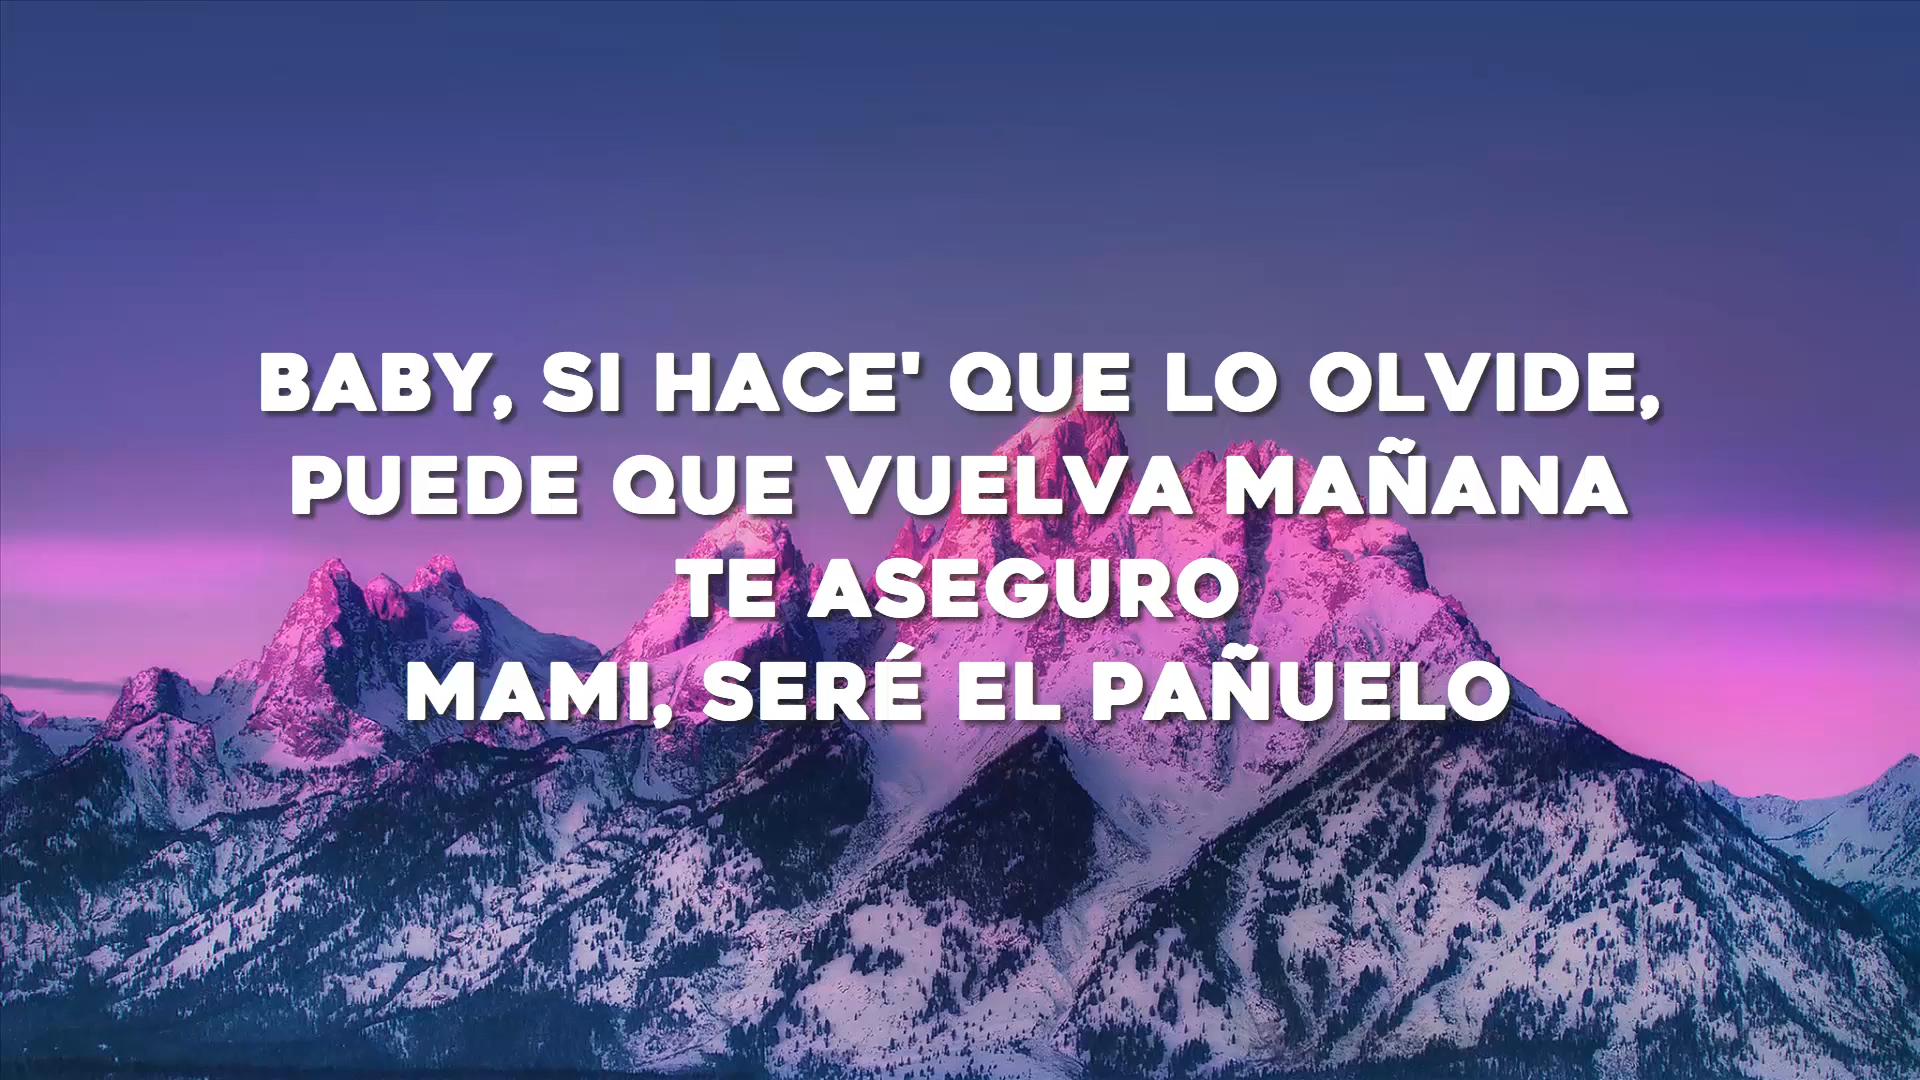 BABY, SI HACE' QUE LO OLVIDE,
PUEDE QUE VUELVA MAÑANA
TE ASEGURO
MAMI, SERÉ EL PAÑUELO